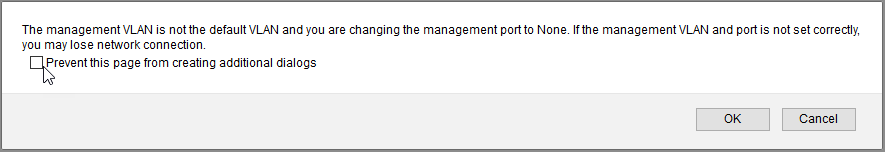 The management VLAN is not the default VLAN and you are changing the management port to None. If the management VLAN and port is not set correctly,
you may lose network connection.
Prevent this page from creating additional dialogs
OK Cancel